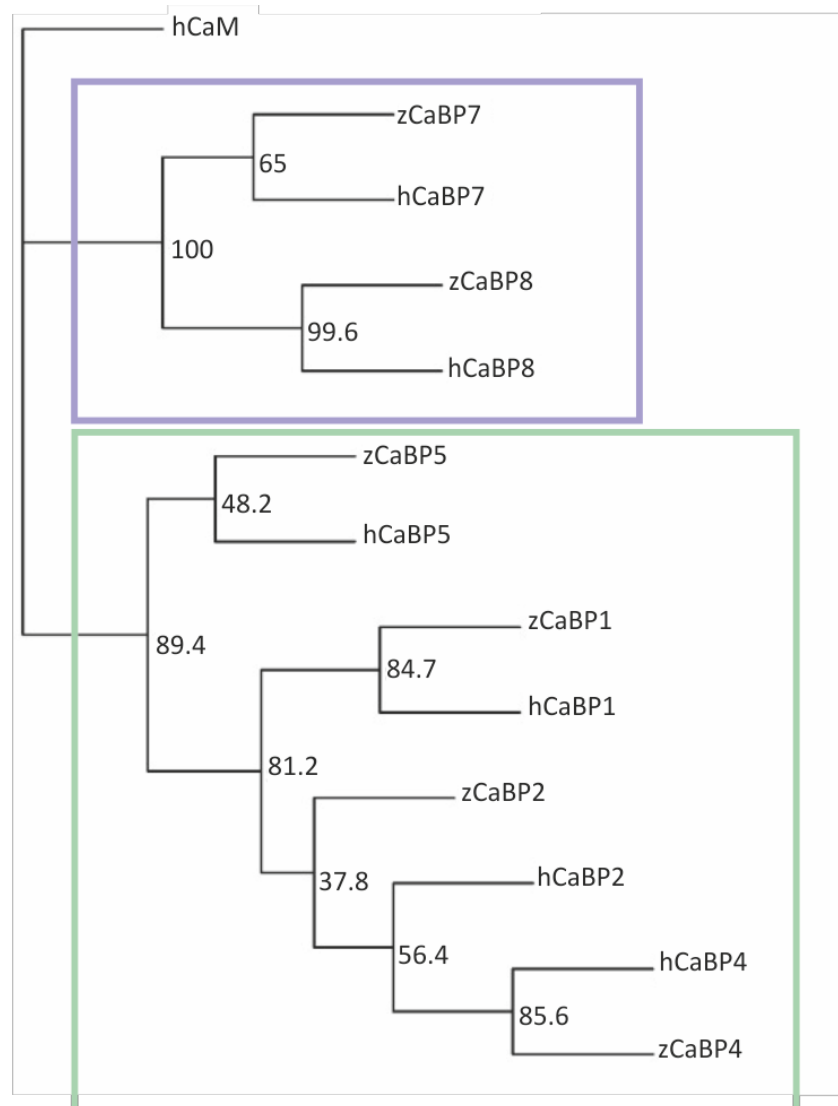 hCaM
zCaBP7
65
hCaBP7
100
zCaBP8
99.6
hCaBP8
zCaBP5
48.2
hCaBP5
zCaBP1
89.4
84.7
hCaBP1
81.2
zCaBP2
37.8
hCaBP2
56.4
hCaBP4
85.6
zCaBP4